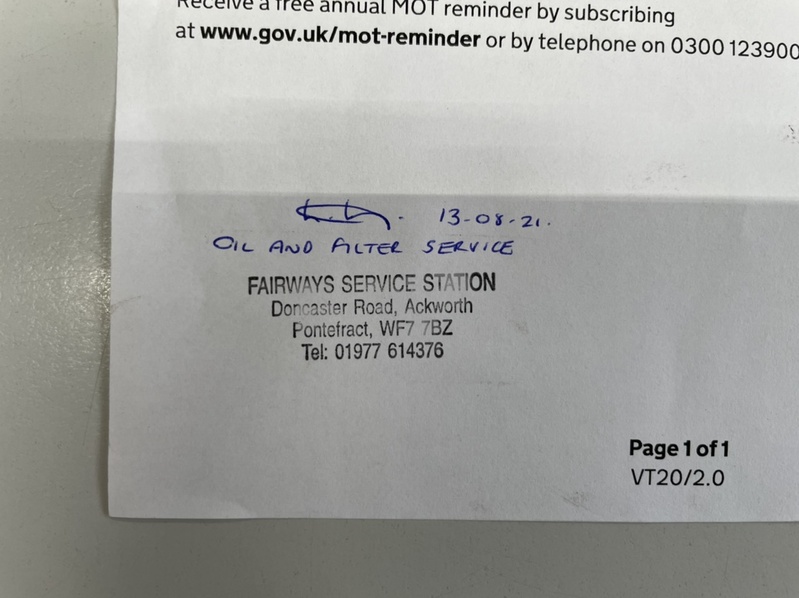 Receive a free annual MOT reminder by subscribing
at www.gov.uk/mot-reminder or by telephone on 0300 123900
13-08-21.
OIL AND FILTER SERVICE
FAIRWAYS SERVICE STATION
Doncaster Road, Ackworth
Pontefract, WF7 7BZ
Tel: 01977 614376
Page 1 of 1
VT20/2.0